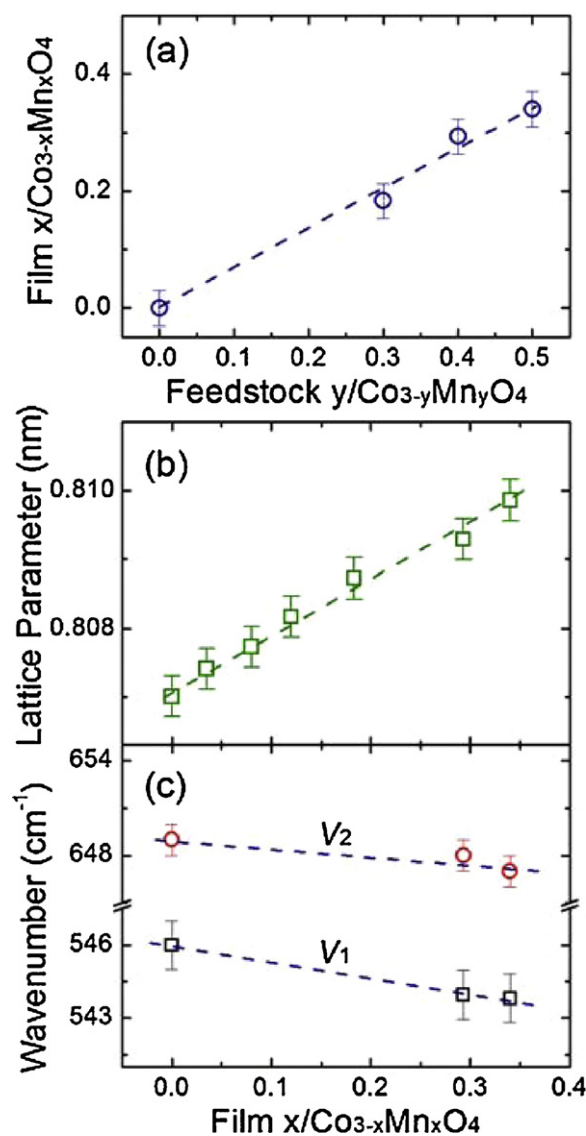 (a)
Film x/Co3-xMnxO4
0.4
0.2
0.0
0.0 0.1 0.2 0.3 0.4 0.5
Feedstock y/Co3-yMnyO4
(b)
Lattice Parameter (nm)
0.810
0.808
(c)
Wavenumber (cm-1)
654
648
546
543
V2
V1
0.0 0.1 0.2 0.3 0.4
Film x/Co3-xMnxO4